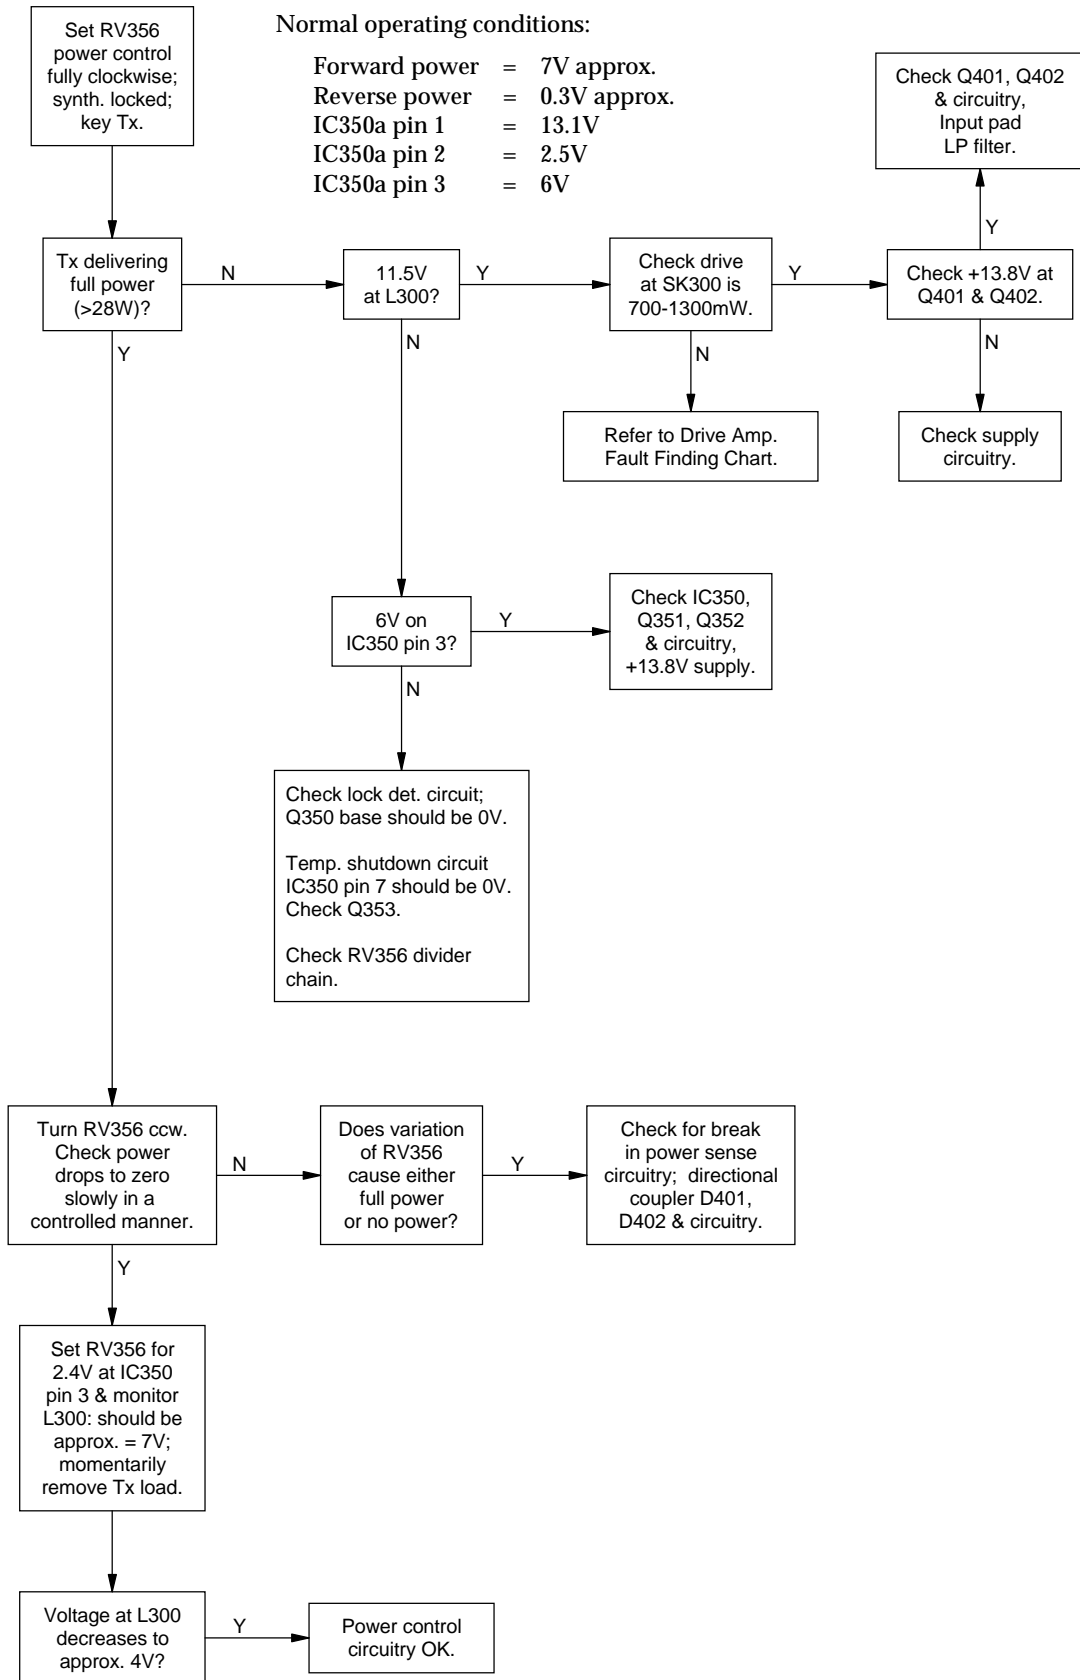 Set RV356
power control
fully clockwise;
synth. locked;
key Tx.
Normal operating conditions:
Forward power = 7V approx.
Reverse power = 0.3V approx.
IC350a pin 1 = 13.1V
IC350a pin 2 = 2.5V
IC350a pin 3 = 6V
Check Q401, Q402
& circuitry,
Input pad
LP filter.
Y
Tx delivering
full power
(>28W)?
N
11.5V
at L300?
Y
Check drive
at SK300 is
700-1300mW.
Y
Check +13.8V at
Q401 & Q402.
Y
N
N
N
Refer to Drive Amp.
Fault Finding Chart.
Check supply
circuitry.
6V on
IC350 pin 3?
Y
Check IC350,
Q351, Q352
& circuitry,
+13.8V supply.
N
Check lock det. circuit;
Q350 base should be 0V.
Temp. shutdown circuit
IC350 pin 7 should be 0V.
Check Q353.
Check RV356 divider
chain.
Turn RV356 ccw.
Check power
drops to zero
slowly in a
controlled manner.
N
Does variation
of RV356
cause either
full power
or no power?
Y
Check for break
in power sense
circuitry; directional
coupler D401,
D402 & circuitry.
Y
Set RV356 for
2.4V at IC350
pin 3 & monitor
L300: should be
approx. = 7V;
momentarily
remove Tx load.
Voltage at L300
decreases to
approx. 4V?
Y
Power control
circuitry OK.